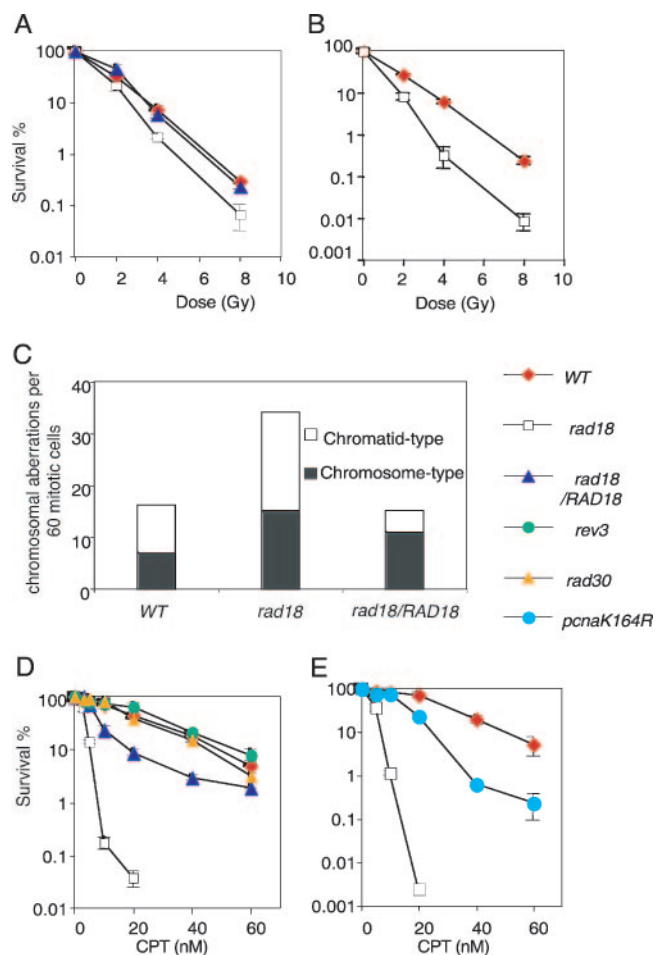 A
Survival %
100
10
1
0.1
0.01
0 2 4 6 8 10
Dose (Gy)
B
100
10
1
0.1
0.01
0.001
0 2 4 6 8 10
Dose (Gy)
C
chromosomal aberrations per
60 mitotic cells
40
30
20
10
0
Chromatid-type
Chromosome-type
WT rad18 rad18/RAD18
WT
rad18
rad18
/RAD18
rev3
rad30
pcnaK164R
D
Survival %
100
10
1
0.1
0.01
0 20 40 60
CPT (nM)
E
100
10
1
0.1
0.01
0.001
0 20 40 60
CPT (nM)